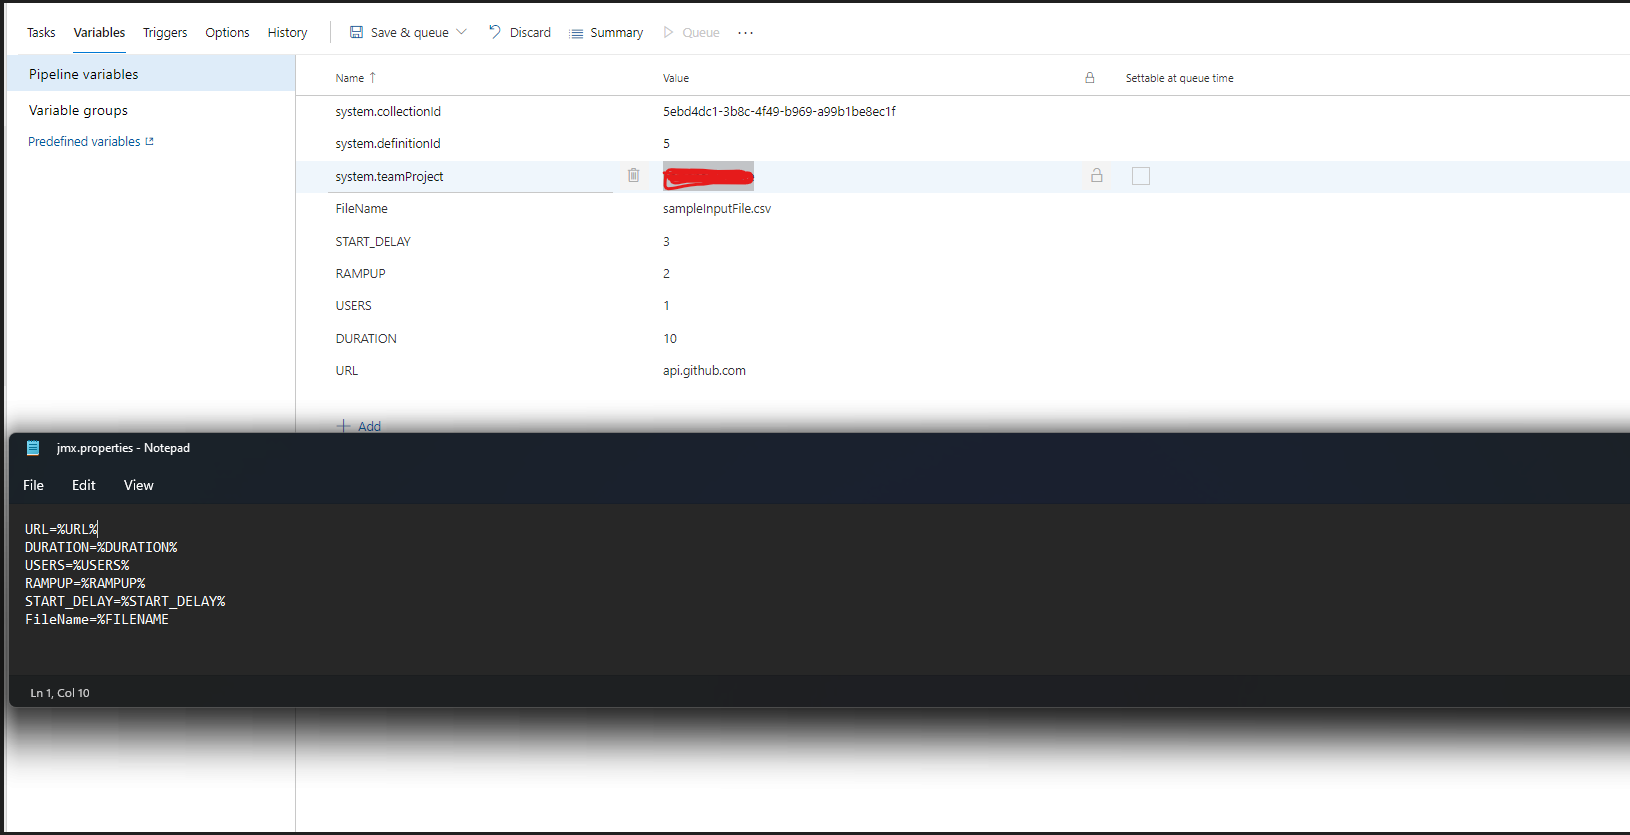 Tasks Variables Triggers Options History Save & queue Discard Summary Queue ...
Pipeline variables
Variable groups
Predefined variables
Name ↑ Value Settable at queue time
system.collectionId 5ebd4dc1-3b8c-4f49-b969-a99b1be8ec1f
system.definitionId 5
system.teamProject
FileName sampleInputFile.csv
START_DELAY 3
RAMPUP 2
USERS 1
DURATION 10
URL api.github.com
+ Add
jmx.properties - Notepad
File Edit View
URL=%URL%
DURATION=%DURATION%
USERS=%USERS%
RAMPUP=%RAMPUP%
START_DELAY=%START_DELAY%
FileName=%FILENAME
Ln 1, Col 10